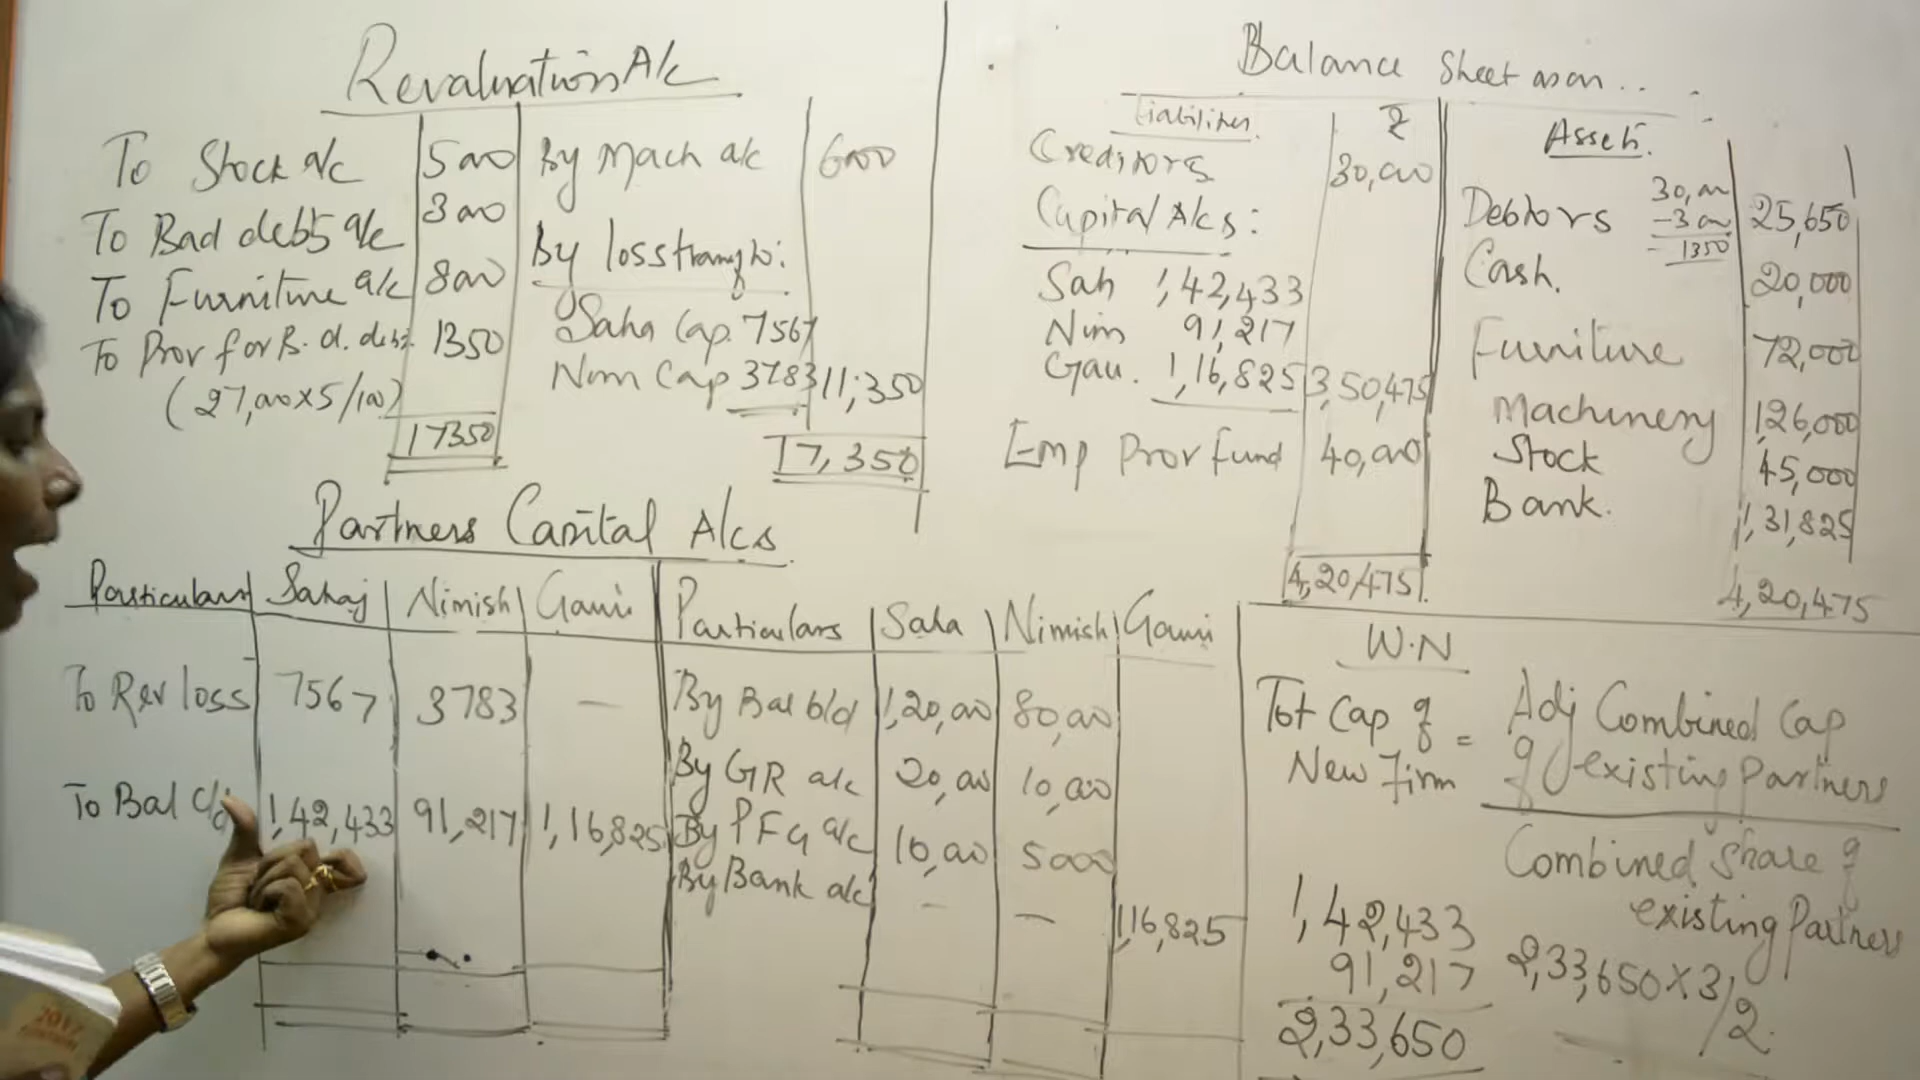 Revaluation A/c
To Stock a/c 5000 By Mach a/c 6000
To Bad debts a/c 3000
To Furniture a/c 8000 By loss transf to:
To Prov for B. d. debts 1350 Saha Cap. 7567
(27,000x5/100) Nim Cap 3783 11,350
17350 17,350
Partners Capital A/cs
Particulars Sahaj Nimish Gauri Particulars Saha Nimish Gauri
To Rev loss 7567 3783 — By Bal b/d 1,20,000 80,000
By GR a/c 20,000 10,000
To Bal c/d 1,42,433 91,217 1,16,825 By PFG a/c 10,000 5000
By Bank a/c — — 1,16,825
Balance Sheet as on...
Liabilities ₹ Assets
Creditors 30,000 Debtors 30,000
-3000
-1350 25,650
Capital A/cs: Cash. 20,000
Sah 1,42,433
Nim 91,217 Furniture 72,000
Gau. 1,16,825 3,50,475 Machinery 1,26,000
Emp Prov Fund 40,000 Stock 45,000
Bank. 1,31,825
4,20,475 4,20,475
W.N
Tot Cap of New Firm = Adj Combined Cap
of existing Partners
Combined Share of
existing Partners
1,42,433
91,217 2,33,650 x 3/2.
2,33,650
2017